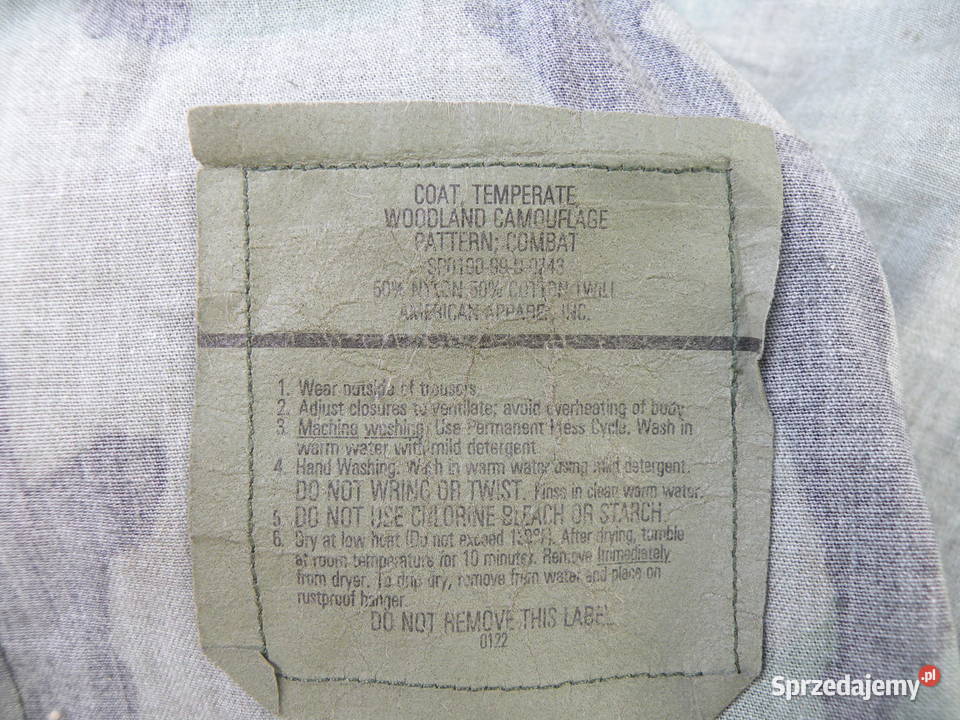 COAT, TEMPERATE,
WOODLAND CAMOUFLAGE
PATTERN: COMBAT
50% NYLON 50% COTTON TWILL
AMERICAN APPAREL, INC.
1. Wear outside of trousers.
2. Adjust closures to ventilate; avoid overheating of body.
3. Machine washing: Use Permanent Press Cycle. Wash in
warm water with mild detergent.
4. Hand Washing. Wash in warm water using mild detergent.
DO NOT WRING OR TWIST. Rinse in clean warm water.
5. DO NOT USE CHLORINE BLEACH OR STARCH
6. Dry at low heat (Do not exceed After drying, tumble
at room temperature for 10 minutes. Remove immediately
from dryer. To drip dry, remove from water and place on
rustproof hanger.
DO NOT REMOVE THIS LABEL
0122
Sprzedajemy.pl